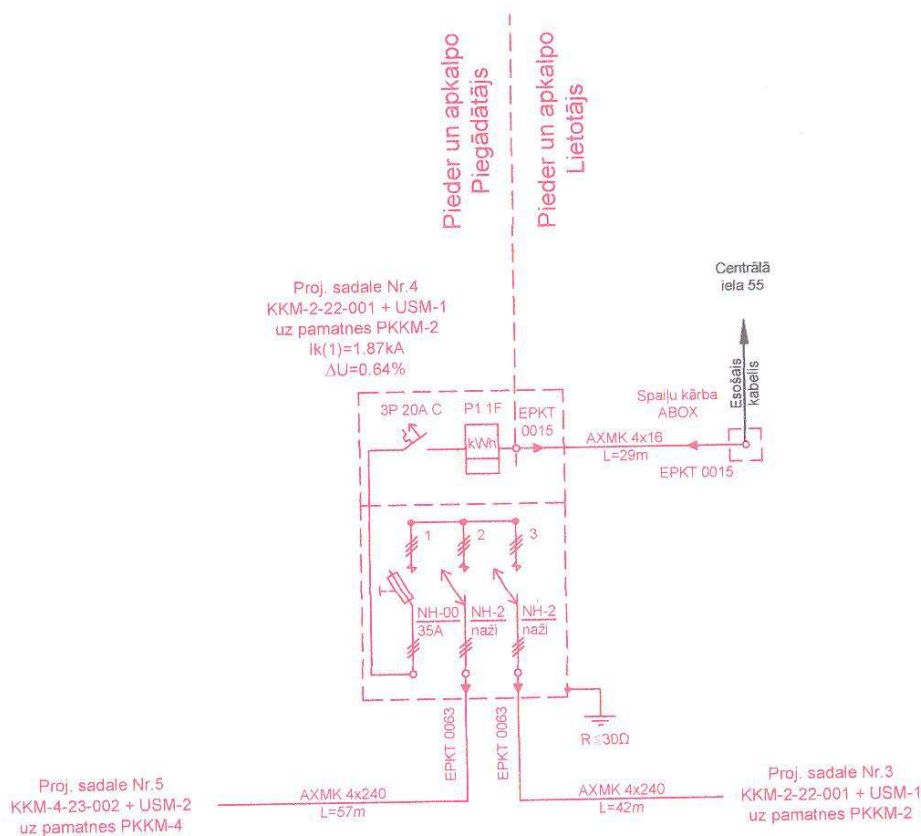 Pieder un apkalpo
Piegādātājs
Pieder un apkalpo
Lietotājs
Centrālā
iela 55
Esošais
kabelis
Proj. sadale Nr.4
KKM-2-22-001 + USM-1
uz pamatnes PKKM-2
Ik(1)=1.87kA
ΔU=0.64%
3P 20A C
P1 1F
EPKT
0015
kWh
Spaiļu kārba
ABOX
AXMK 4x16
L=29m
EPKT 0015
1
2
3
NH-00
35A
NH-2
naži
NH-2
naži
EPKT 0063
EPKT 0063
R≦30Ω
Proj. sadale Nr.5
KKM-4-23-002 + USM-2
uz pamatnes PKKM-4
AXMK 4x240
L=57m
AXMK 4x240
L=42m
Proj. sadale Nr.3
KKM-2-22-001 + USM-1
uz pamatnes PKKM-2